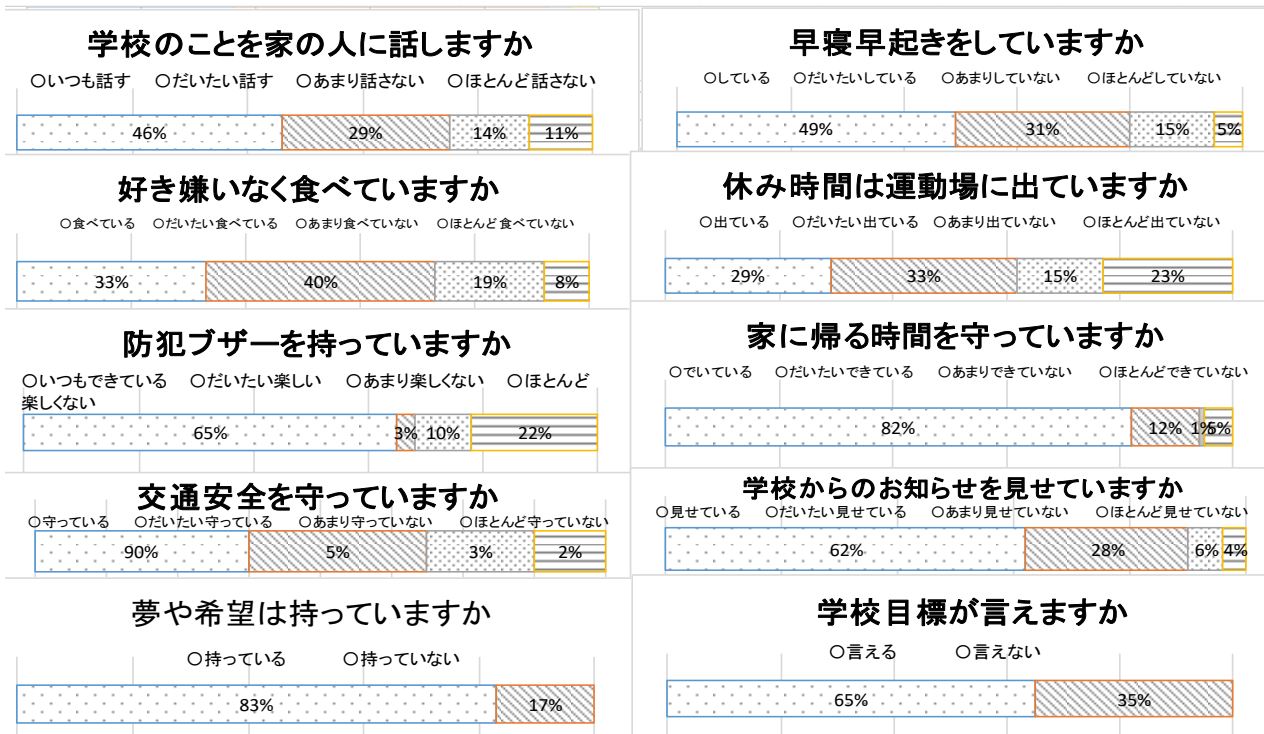 学校のことを家の人に話しますか
○いつも話す ○だいたい話す ○あまり話さない ○ほとんど話さない
46% 29% 14% 11%
早寝早起きをしていますか
○している ○だいたいしている ○あまりしていない ○ほとんどしていない
49% 31% 15% 5%
好き嫌いなく食べていますか
○食べている ○だいたい食べている ○あまり食べていない ○ほとんど食べていない
33% 40% 19% 8%
休み時間は運動場に出ていますか
○出ている ○だいたい出ている ○あまり出ていない ○ほとんど出ていない
29% 33% 15% 23%
防犯ブザーを持っていますか
○いつもできている ○だいたい楽しい ○あまり楽しくない ○ほとんど
楽しくない
65% 3% 10% 22%
家に帰る時間を守っていますか
○でいている ○だいたいできている ○あまりできていない ○ほとんどできていない
82% 12% 1% 5%
交通安全を守っていますか
○守っている ○だいたい守っている ○あまり守っていない ○ほとんど守っていない
90% 5% 3% 2%
学校からのお知らせを見せていますか
○見せている ○だいたい見せている ○あまり見せていない ○ほとんど見せていない
62% 28% 6% 4%
夢や希望は持っていますか
○持っている ○持っていない
83% 17%
学校目標が言えますか
○言える ○言えない
65% 35%